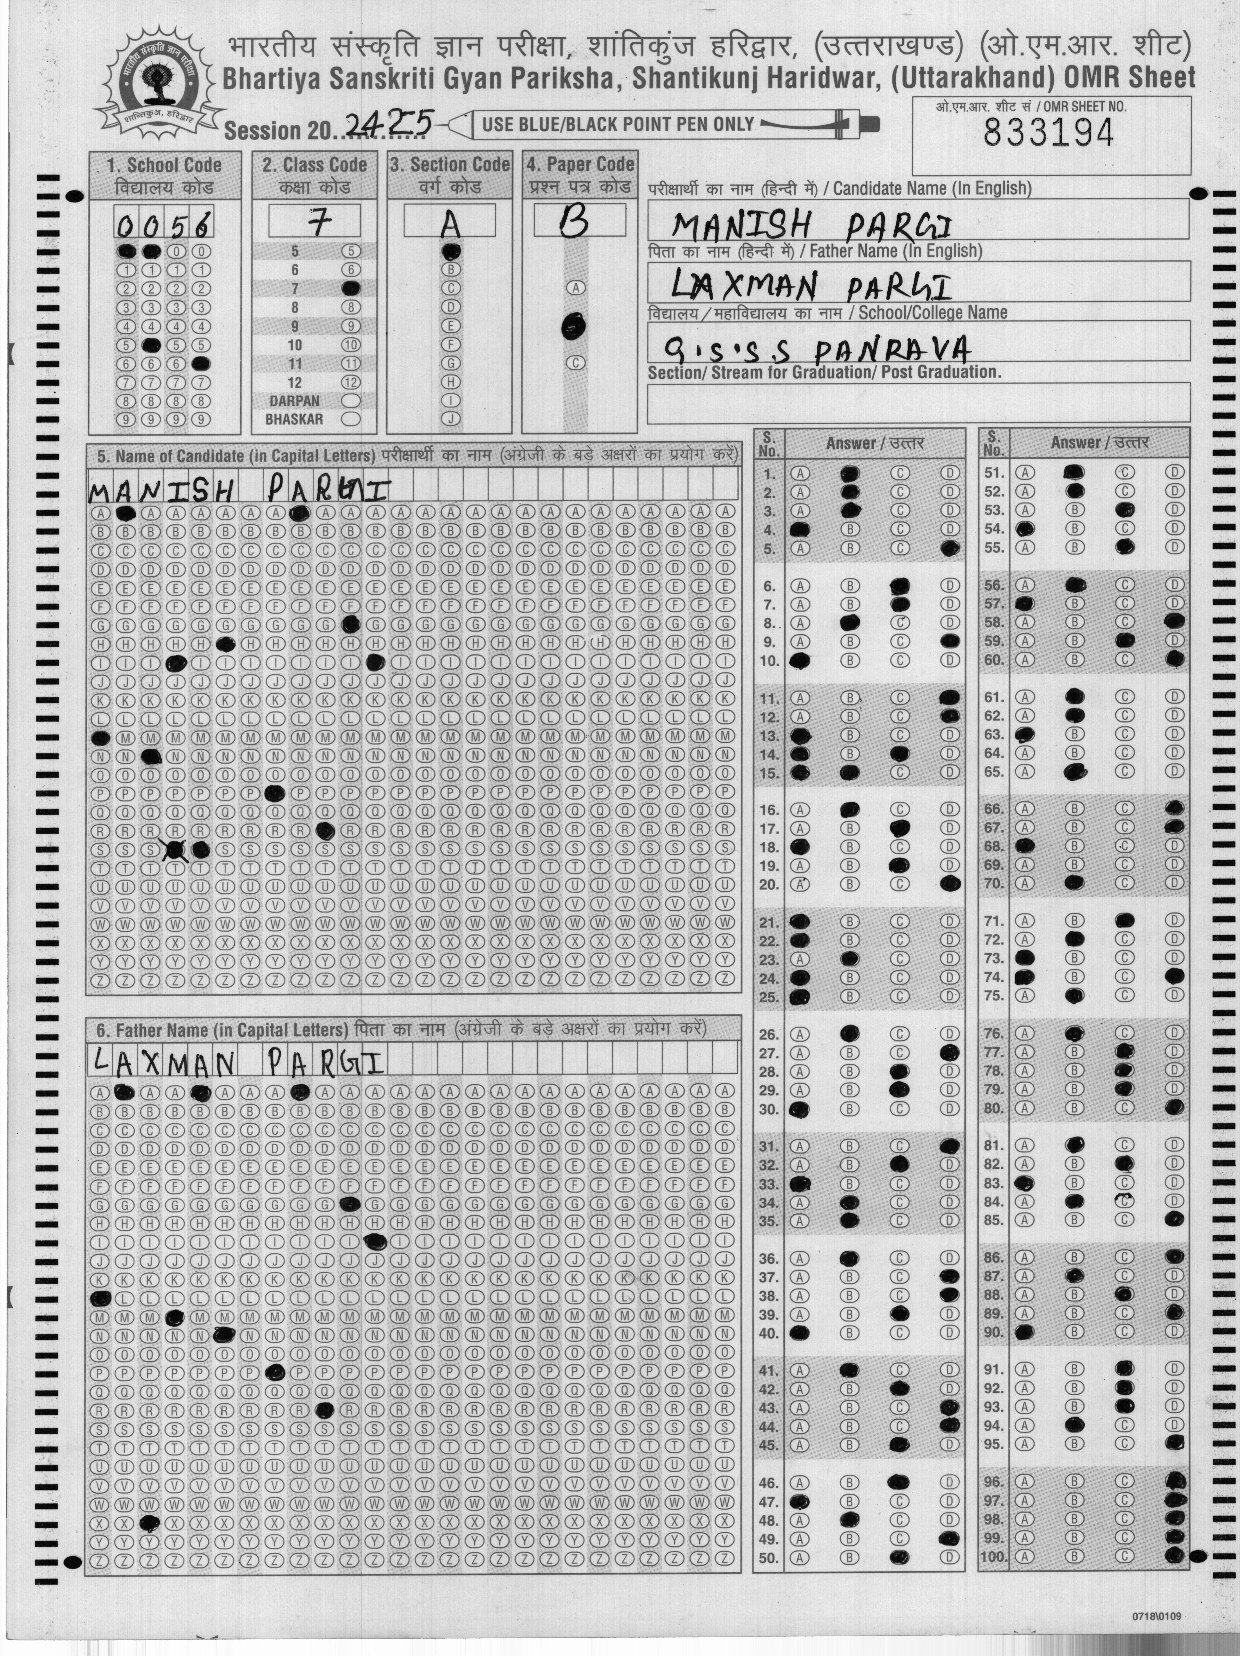 भारतीय संस्कृति ज्ञान परीक्षा, शांतिकुंज हरिद्वार, (उत्तराखण्ड) (ओ.एम.आर. शीट)
Bhartiya Sanskriti Gyan Pariksha, Shantikunj Haridwar, (Uttarakhand) OMR Sheet
Session 20..2425 USE BLUE/BLACK POINT PEN ONLY
ओ.एम.आर. शीट सं / OMR SHEET NO.
833194
1. School Code
विद्यालय कोड
0056
2. Class Code
कक्षा कोड
7
3. Section Code
वर्ग कोड
A
4. Paper Code
प्रश्न पत्र कोड
B
5
6
7
8
9
10
11
12
DARPAN
BHASKAR
परीक्षार्थी का नाम (हिन्दी में) / Candidate Name (In English)
MANISH PARGI
पिता का नाम (हिन्दी में) / Father Name (In English)
LAXMAN PARGI
विद्यालय/महाविद्यालय का नाम / School/College Name
G.S.S.S PANRAVA
Section/ Stream for Graduation/ Post Graduation.
5. Name of Candidate (in Capital Letters) परीक्षार्थी का नाम (अंग्रेजी के बड़े अक्षरों का प्रयोग करें)
MANISH PARGI
6. Father Name (in Capital Letters) पिता का नाम (अंग्रेजी के बड़े अक्षरों का प्रयोग करें)
LAXMAN PARGI
S. No. Answer / उत्तर
S. No. Answer / उत्तर
0718\0109